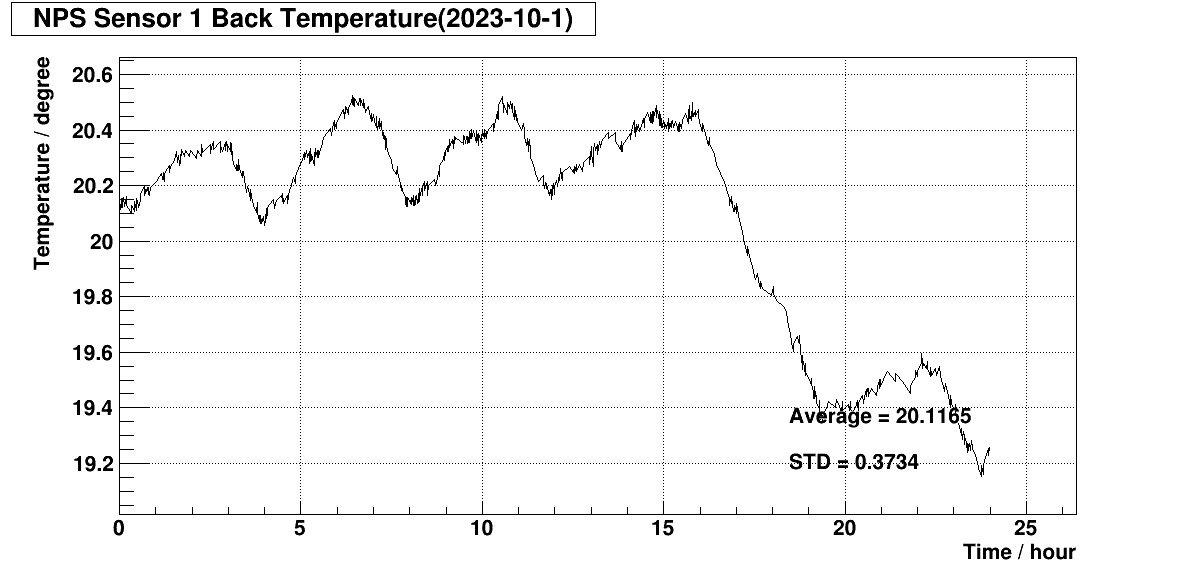 NPS Sensor 1 Back Temperature(2023-10-1)
Temperature / degree
20.6
20.4
20.2
20
19.8
19.6
19.4
19.2
Average = 20.1165
STD = 0.3734
0 5 10 15 20 25
Time / hour